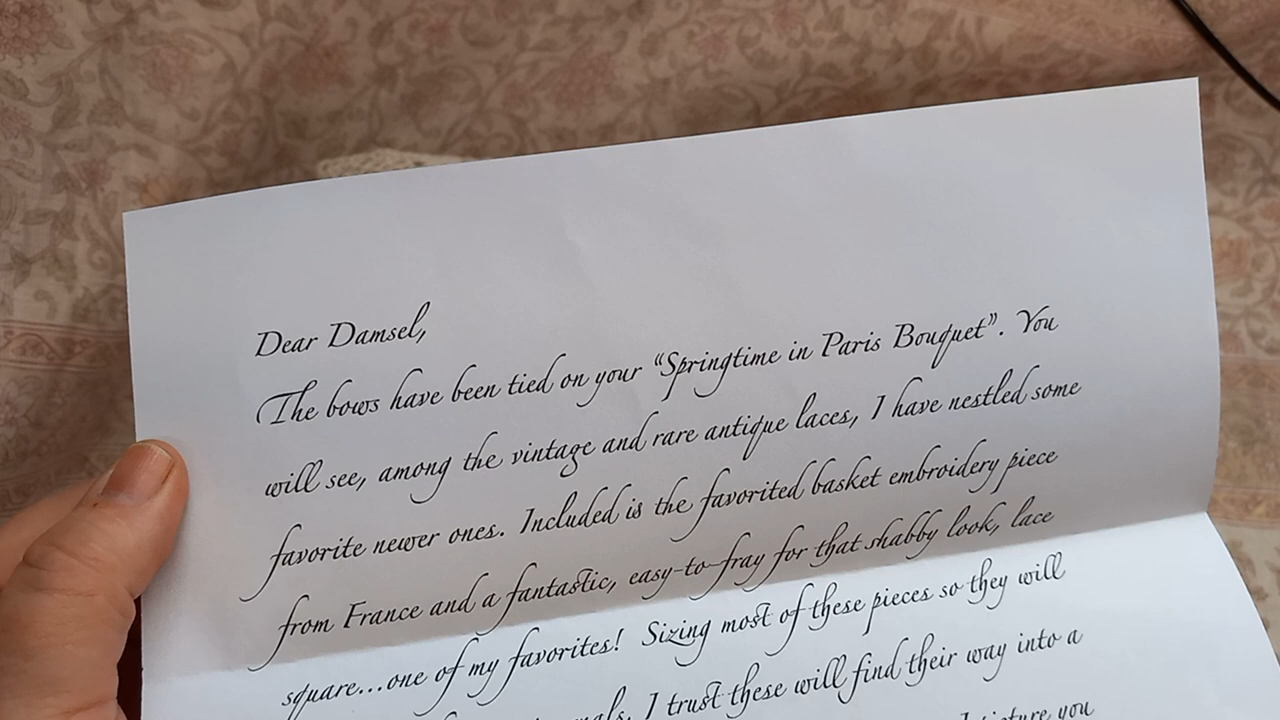 Dear Damsel,
The bows have been tied on your “Springtime in Paris Bouquet”. You
will see, among the vintage and rare antique laces, I have nestled some
favorite newer ones. Included is the favorited basket embroidery piece
from France and a fantastic, easy-to-fray for that shabby look, lace
square...one of my favorites! Sizing most of these pieces so they will
I trust these will find their way into a
you